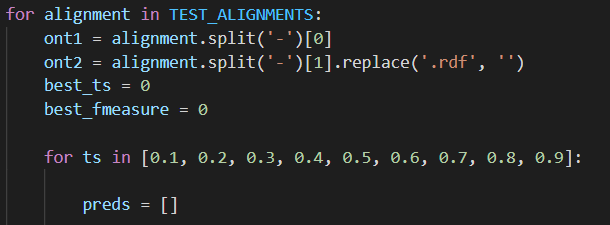 for alignment in TEST_ALIGNMENTS:
    ont1 = alignment.split('-')[0]
    ont2 = alignment.split('-')[1].replace('.rdf', '')
    best_ts = 0
    best_fmeasure = 0
    for ts in [0.1, 0.2, 0.3, 0.4, 0.5, 0.6, 0.7, 0.8, 0.9]:
        preds = []